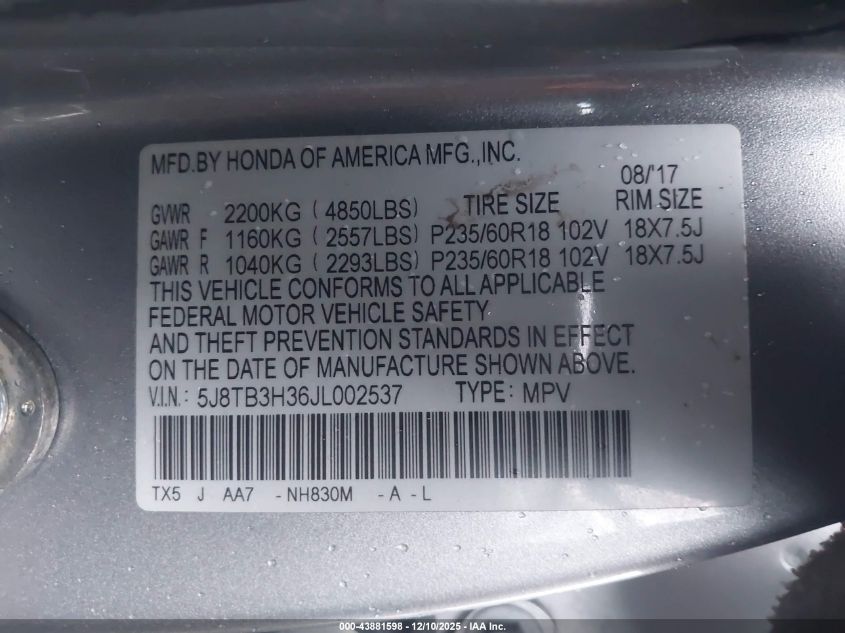 MFD.BY HONDA OF AMERICA MFG.,INC.
08/'17
GVWR 2200KG ( 4850LBS) TIRE SIZE RIM SIZE
GAWR F 1160KG ( 2557LBS) P235/60R18 102V 18X7.5J
GAWR R 1040KG ( 2293LBS) P235/60R18 102V 18X7.5J
THIS VEHICLE CONFORMS TO ALL APPLICABLE
FEDERAL MOTOR VEHICLE SAFETY
AND THEFT PREVENTION STANDARDS IN EFFECT
ON THE DATE OF MANUFACTURE SHOWN ABOVE.
V.I.N.: 5J8TB3H36JL002537 TYPE: MPV
TX5 J AA7 - NH830M - A - L
000-43881598 - 12/10/2025 - IAA Inc.